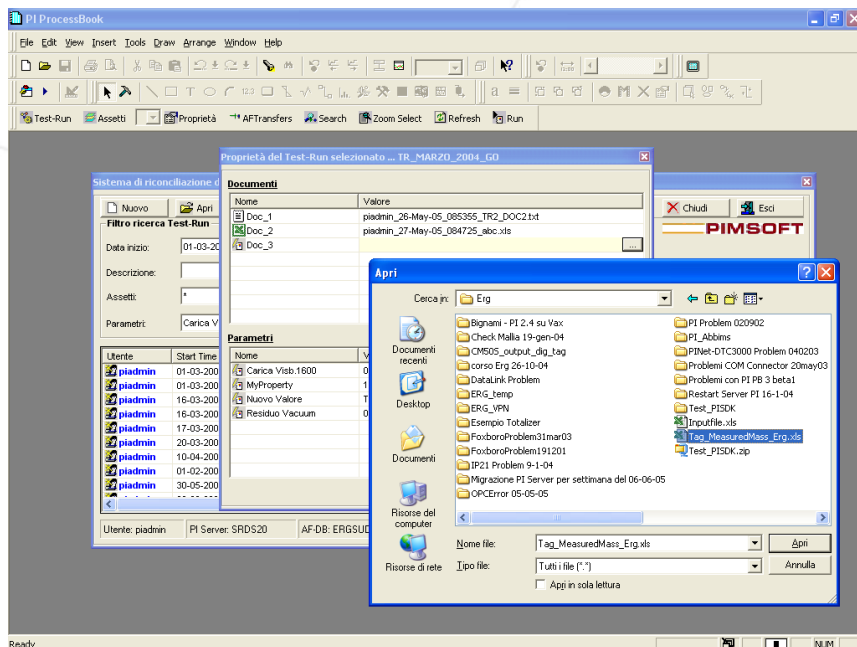 PI ProcessBook
File Edit View Insert Tools Draw Arrange Window Help
Test-Run Assetti Proprietà AFTransfers Search Zoom Select Refresh Run
Sistema di riconciliazione d
Nuovo Apri
Chiudi Esci
PIMSOFT
Filtro ricerca Test-Run
Data inizio: 01-03-20
Descrizione:
Assetti: *
Parametri: Carica V
Utente Start Time
piadmin 01-03-200
piadmin 01-03-200
piadmin 16-03-200
piadmin 16-03-200
piadmin 17-03-200
piadmin 20-03-200
piadmin 10-04-200
piadmin 01-02-200
piadmin 30-05-200
Utente: piadmin PI Server: SRDS20 AF-DB: ERGSUD
Proprietà del Test-Run selezionato ... TR_MARZO_2004_GO
Documenti
Nome Valore
Doc_1 piadmin_26-May-05_085355_TR2_DOC2.txt
Doc_2 piadmin_27-May-05_084725_abc.xls
Doc_3 ...
Parametri
Nome V
Carica Visb.1600 0
MyProperty 1
Nuovo Valore T
Residuo Vacuum 0
Apri
Cerca in: Erg
Documenti recenti
Desktop
Documenti
Risorse del computer
Risorse di rete
Bignami - PI 2.4 su Vax
Check Mallia 19-gen-04
CM50S_output_dig_tag
corso Erg 26-10-04
DataLink Problem
ERG_temp
ERG_VPN
Esempio Totalizer
FoxboroProblem31mar03
FoxboroProblem191201
IP21 Problem 9-1-04
Migrazione PI Server per settimana del 06-06-05
OPCError 05-05-05
PI Problem 020902
PI_Abbims
PINet-DTC3000 Problem 040203
Problemi COM Connector 20may03
Problemi con PI PB 3 beta1
Restart Server PI 16-1-04
Test_PISDK
Inputfile.xls
Tag_MeasuredMass_Erg.xls
Test_PISDK.zip
Nome file: Tag_MeasuredMass_Erg.xls Apri
Tipo file: Tutti i file (*.*) Annulla
Apri in sola lettura
Ready NUM